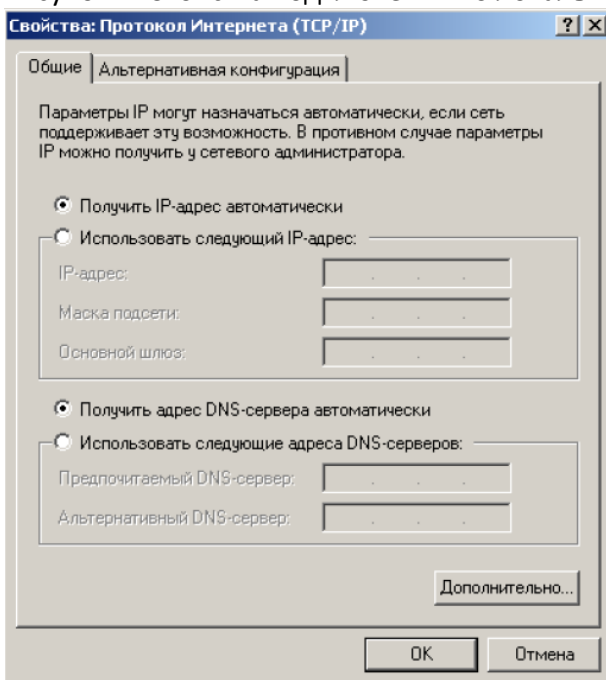 Свойства: Протокол Интернета (TCP/IP)
Общие
Альтернативная конфигурация
Параметры IP могут назначаться автоматически, если сеть
поддерживает эту возможность. В противном случае параметры
IP можно получить у сетевого администратора.
Получить IP-адрес автоматически
Использовать следующий IP-адрес:
IP-адрес:
Маска подсети:
Основной шлюз:
Получить адрес DNS-сервера автоматически
Использовать следующие адреса DNS-серверов:
Предпочитаемый DNS-сервер:
Альтернативный DNS-сервер:
Дополнительно...
OK
Отмена